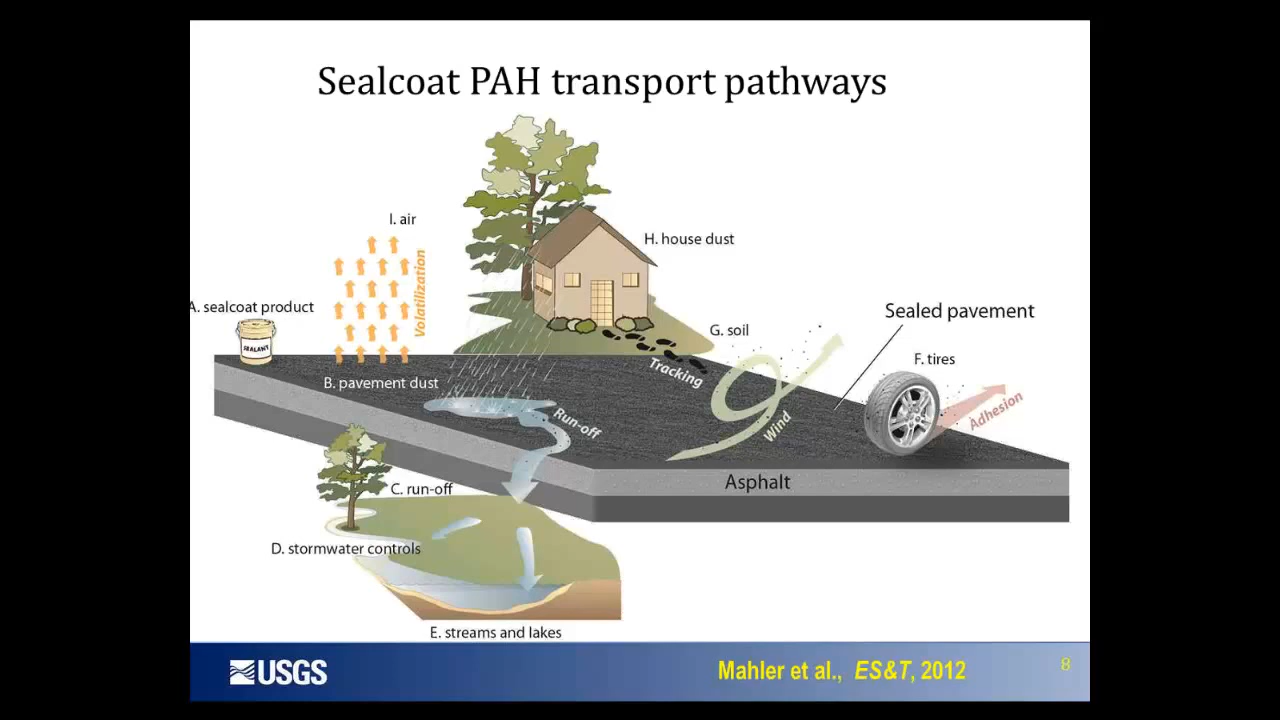 Sealcoat PAH transport pathways
I. air
Volatilization
H. house dust
A. sealcoat product
SEALANT
G. soil
Sealed pavement
F. tires
B. pavement dust
Tracking
Run-off
Wind
Adhesion
Asphalt
C. run-off
D. stormwater controls
E. streams and lakes
USGS
Mahler et al., ES&T, 2012
8